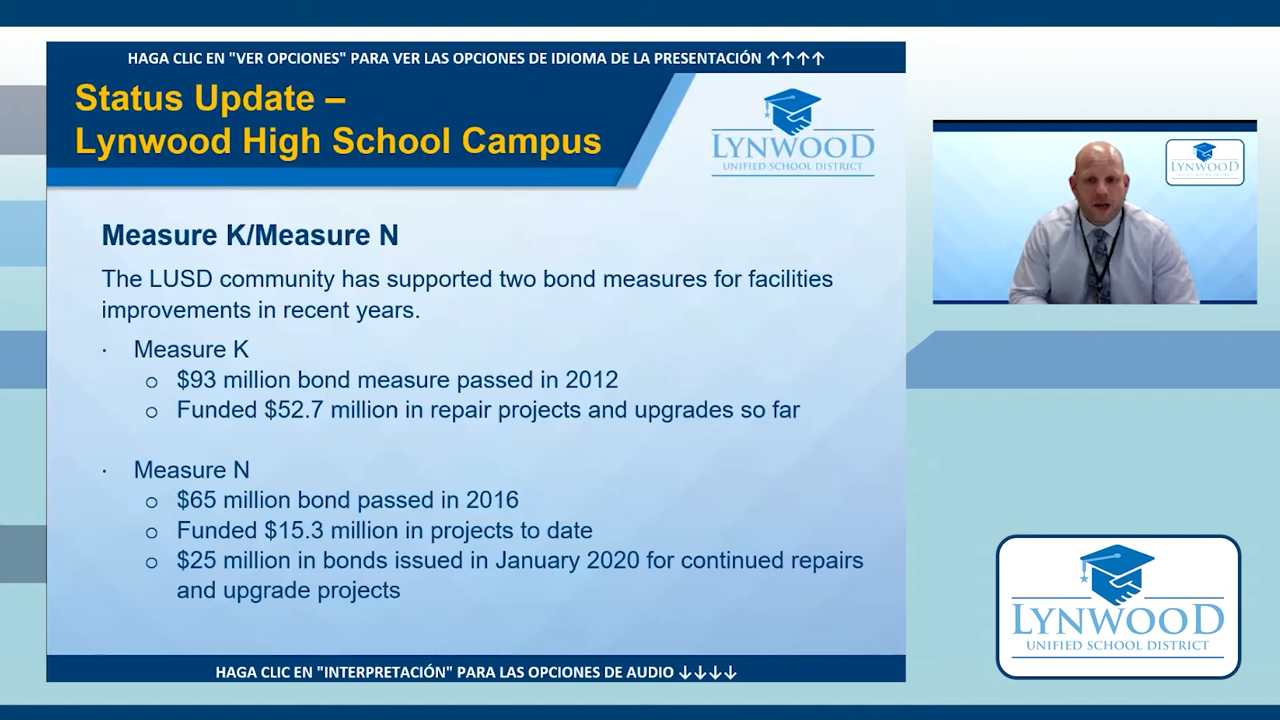 HAGA CLIC EN "VER OPCIONES" PARA VER LAS OPCIONES DE IDIOMA DE LA PRESENTACIÓN ↑↑↑↑
Status Update –
Lynwood High School Campus
LYNWOOD
UNIFIED SCHOOL DISTRICT
LYNWOOD
Measure K/Measure N
The LUSD community has supported two bond measures for facilities
improvements in recent years.
· Measure K
o $93 million bond measure passed in 2012
o Funded $52.7 million in repair projects and upgrades so far
· Measure N
o $65 million bond passed in 2016
o Funded $15.3 million in projects to date
o $25 million in bonds issued in January 2020 for continued repairs
and upgrade projects
LYNWOOD
UNIFIED SCHOOL DISTRICT
HAGA CLIC EN "INTERPRETACIÓN" PARA LAS OPCIONES DE AUDIO ↓↓↓↓